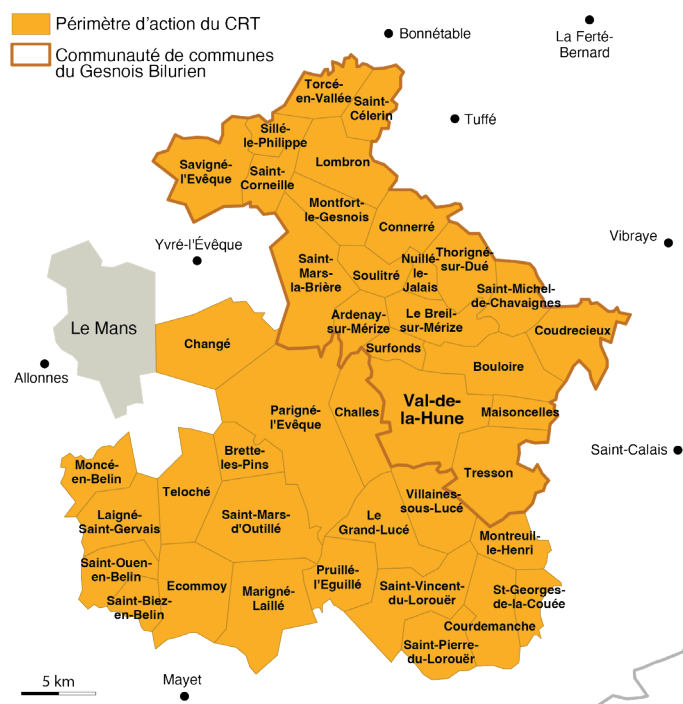 Périmètre d'action du CRT
Communauté de communes
du Gesnois Bilurien
Bonnétable
La Ferté-
Bernard
Torcé-
en-Vallée
Saint-
Célerin
Tuffé
Sillé-
le-Philippe
Lombron
Savigné-
l'Evêque
Saint-
Corneille
Montfort-
le-Gesnois
Connerré
Vibraye
Yvré-l'Évêque
Saint-
Mars-
la-Brière
Soulitré
Nuillé-
le-
Jalais
Thorigné-
sur-Dué
Saint-Michel-
de-Chavaignes
Le Mans
Ardenay-
sur-Mérize
Le Breil-
sur-Mérize
Coudrecieux
Changé
Surfonds
Bouloire
Allonnes
Parigné-
l'Evêque
Challes
Val-de-
la-Hune
Maisoncelles
Saint-Calais
Brette-
les-Pins
Moncé-
en-Belin
Teloché
Tresson
Villaines-
sous-Lucé
Laigné-
Saint-Gervais
Saint-Mars-
d'Outillé
Le
Grand-Lucé
Montreuil-
le-Henri
Saint-Ouen-
en-Belin
Ecommoy
Marigné-
Laillé
Pruillé-
l'Eguillé
Saint-Vincent-
du-Lorouër
St-Georges-
de-la-Couée
Saint-Biez-
en-Belin
Courdemanche
Saint-Pierre-
du-Lorouër
5 km
Mayet